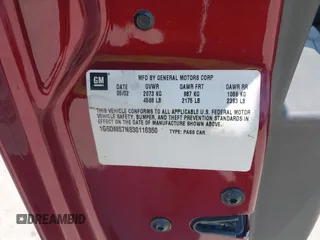 GM
MFD BY GENERAL MOTORS CORP
DATE GVWR GAWR FRT GAWR RR
05/02 2073 KG 987 KG 1086 KG
4568 LB 2175 LB 2393 LB
THIS VEHICLE CONFORMS TO ALL APPLICABLE U.S. FEDERAL MOTOR
VEHICLE SAFETY, BUMPER, AND THEFT PREVENTION STANDARDS IN
EFFECT ON THE DATE OF MANUFACTURE SHOWN ABOVE.
TYPE: PASS CAR